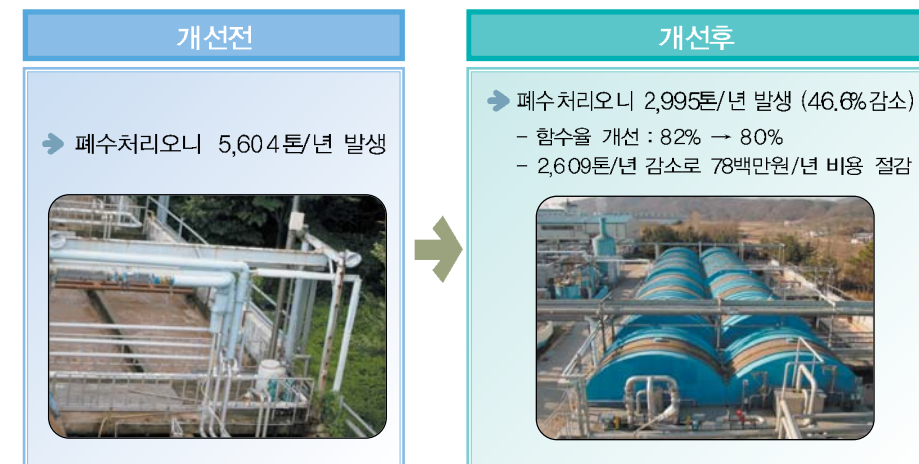 개선전
폐수처리오니 5,604톤/년 발생
개선후
폐수처리오니 2,995톤/년 발생 (46.6%감소)
- 함수율 개선 : 82% → 80%
- 2,609톤/년 감소로 78백만원/년 비용 절감